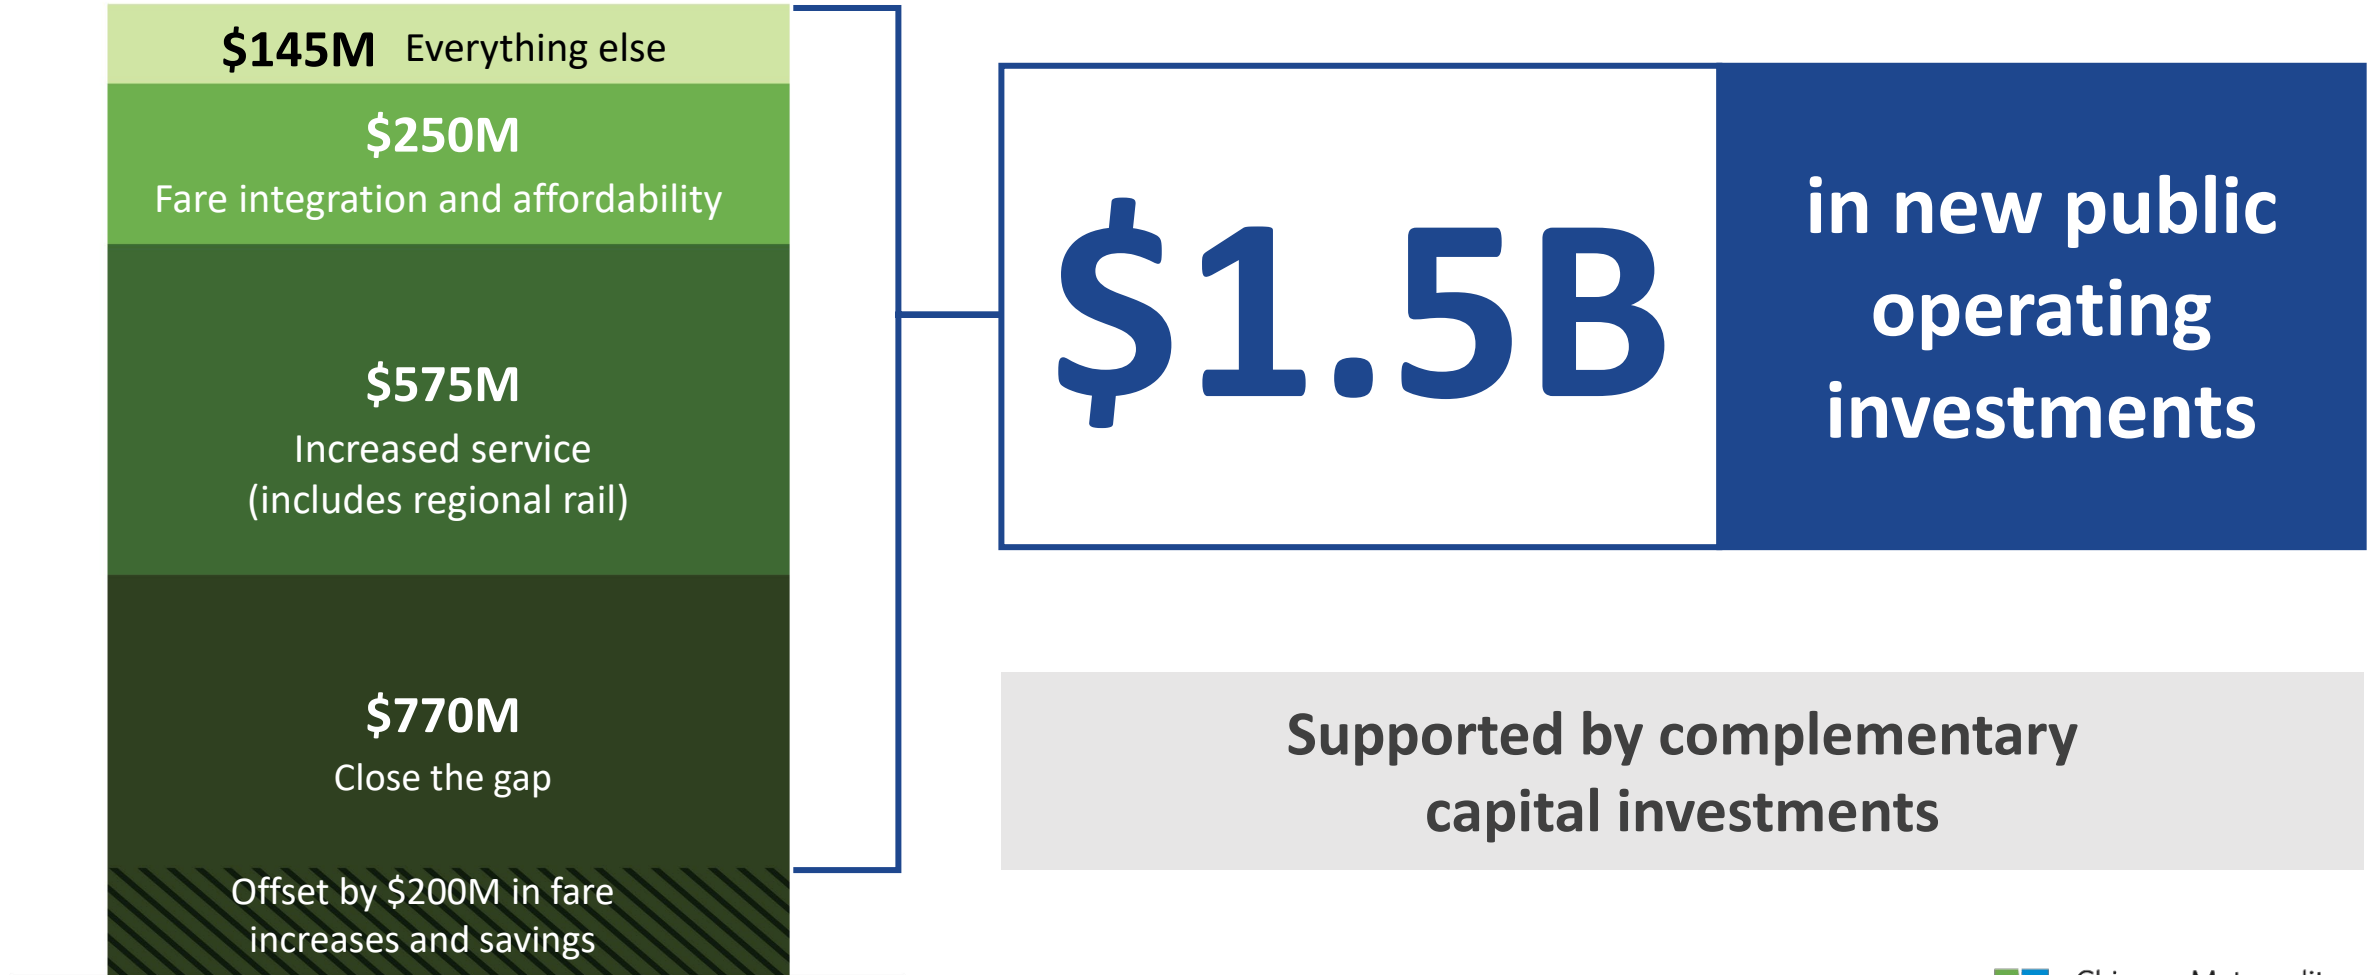 $145M Everything else
$250M
Fare integration and affordability
$575M
Increased service
(includes regional rail)
$770M
Close the gap
Offset by $200M in fare
increases and savings
$1.5B
in new public
operating
investments
Supported by complementary
capital investments